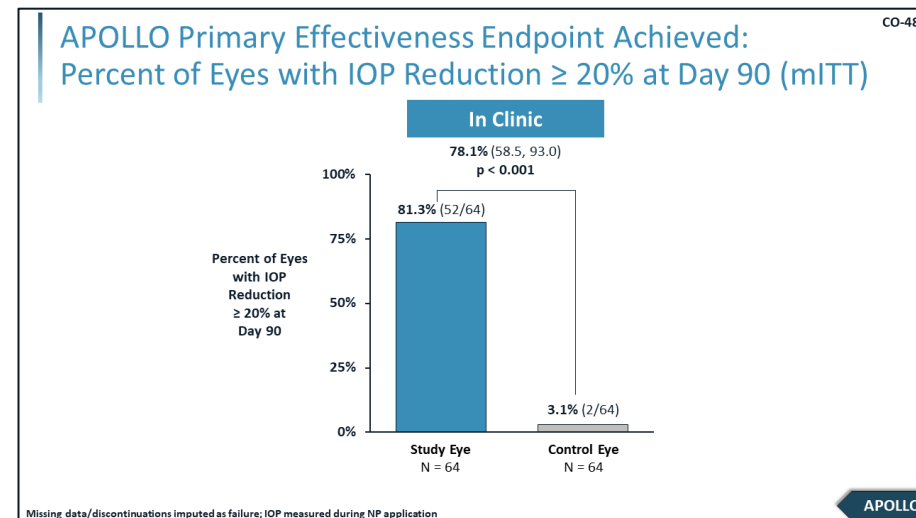 CO-48
APOLLO Primary Effectiveness Endpoint Achieved:
Percent of Eyes with IOP Reduction ≥ 20% at Day 90 (mITT)
In Clinic
78.1% (58.5, 93.0)
p < 0.001
100%
81.3% (52/64)
75%
Percent of Eyes
with IOP
Reduction
≥ 20% at
Day 90
50%
25%
3.1% (2/64)
0%
Study Eye
N = 64
Control Eye
N = 64
Missing data/discontinuations imputed as failure; IOP measured during NP application
APOLLO